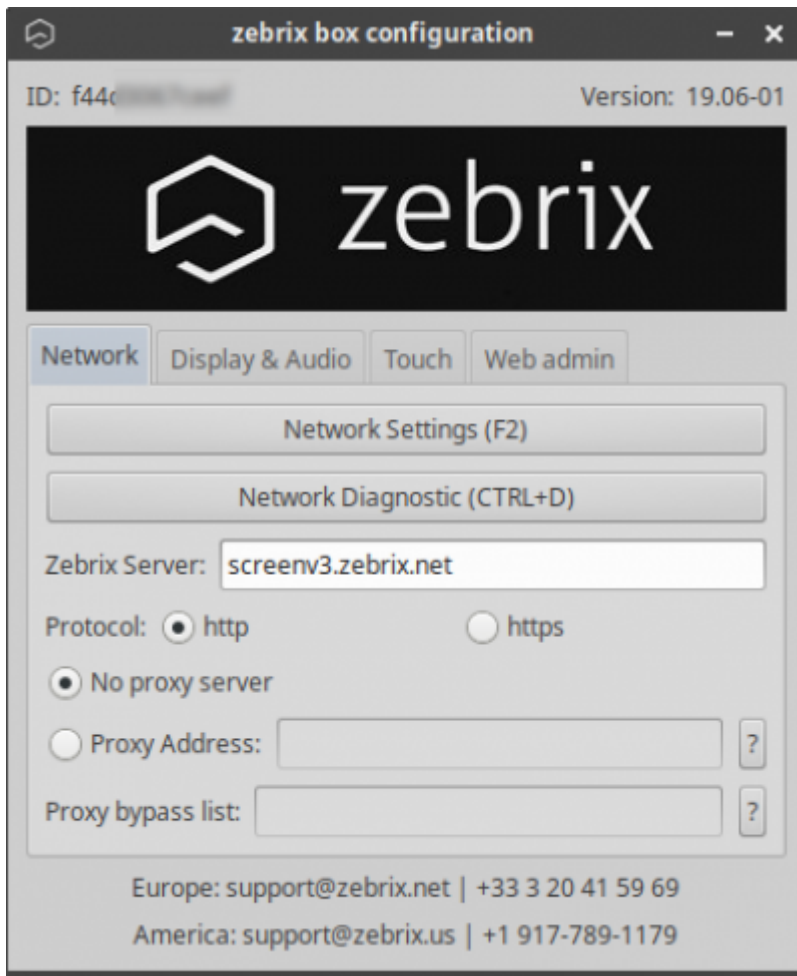 zebrix box configuration
ID: f44 Version: 19.06-01
zebrix
Network Display & Audio Touch Web admin
Network Settings (F2)
Network Diagnostic (CTRL+D)
Zebrix Server: screenv3.zebrix.net
Protocol: http https
No proxy server
Proxy Address: ?
Proxy bypass list: ?
Europe: support@zebrix.net | +33 3 20 41 59 69
America: support@zebrix.us | +1 917-789-1179